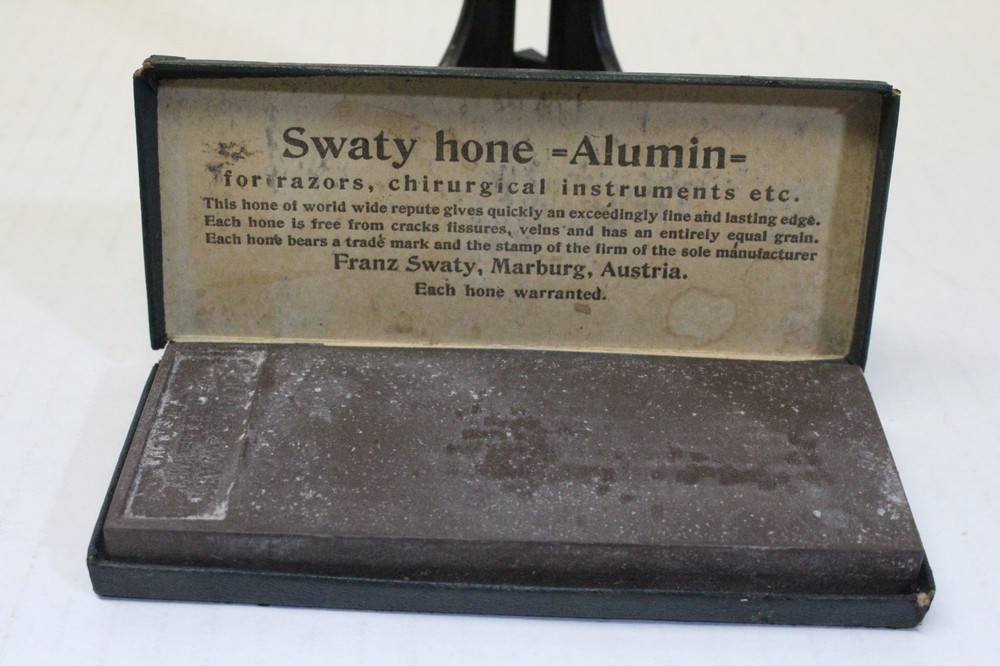 Swaty hone =Alumin=
for razors, chirurgical instruments etc.
This hone of world wide repute gives quickly an exceedingly fine and lasting edge.
Each hone is free from cracks fissures, veins and has an entirely equal grain.
Each hone bears a trade mark and the stamp of the firm of the sole manufacturer
Franz Swaty, Marburg, Austria.
Each hone warranted.